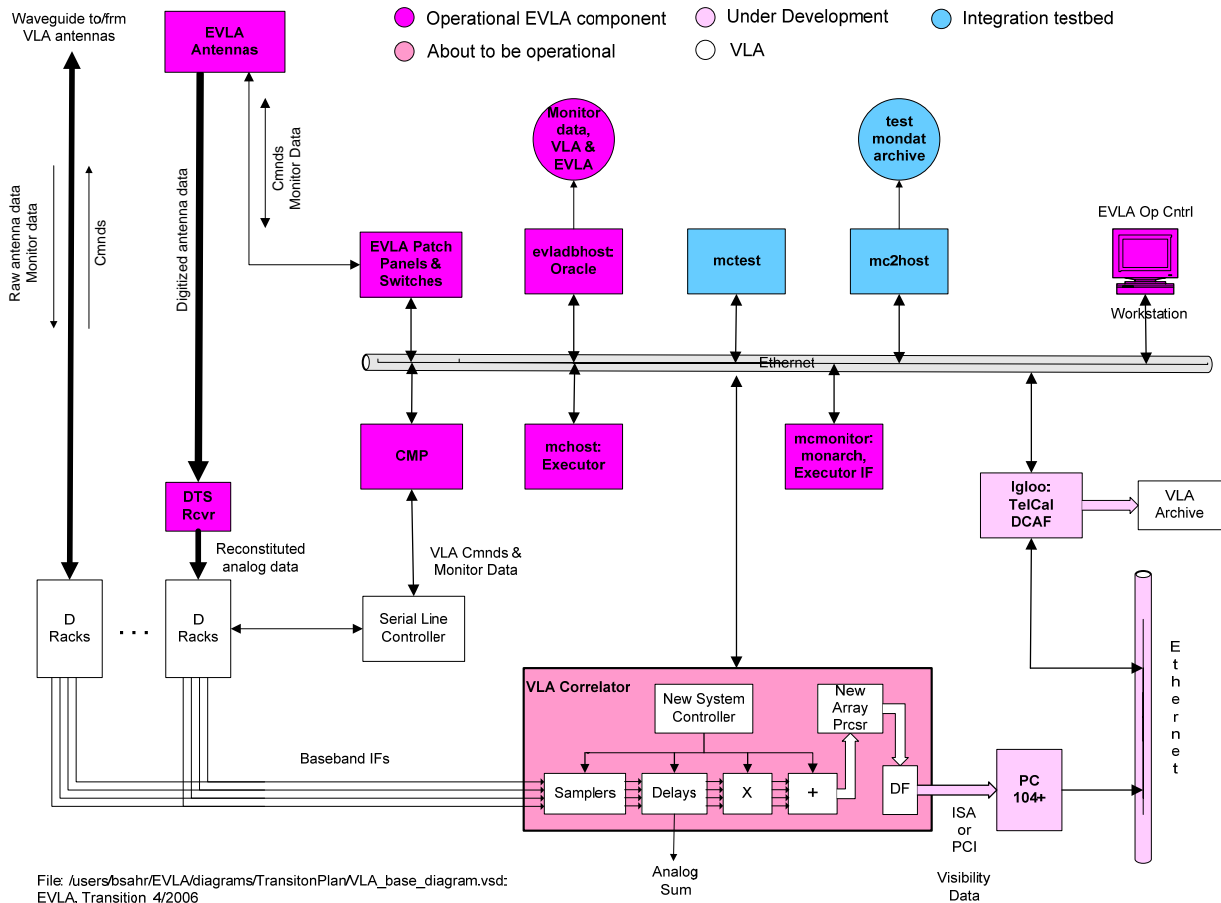 Waveguide to/frm
VLA antennas
EVLA
Antennas
Operational EVLA component
Under Development
Integration testbed
About to be operational
VLA
Raw antenna data
Monitor data
Cmnds
Digitized antenna data
Cmnds
Monitor Data
Monitor
data,
VLA &
EVLA
test
mondat
archive
EVLA Op Cntrl
Workstation
EVLA Patch
Panels &
Switches
evladbhost:
Oracle
mctest
mc2host
Ethernet
CMP
mchost:
Executor
mcmonitor:
monarch,
Executor IF
Igloo:
TelCal
DCAF
VLA
Archive
DTS
Rcvr
Reconstituted
analog data
VLA Cmnds &
Monitor Data
D
Racks
. . .
D
Racks
Serial Line
Controller
Ethernet
VLA Correlator
New System
Controller
New
Array
Prcsr
Baseband IFs
Samplers
Delays
X
+
DF
PC
104+
ISA
or
PCI
Analog
Sum
Visibility
Data
File: /users/bsahr/EVLA/diagrams/TransitonPlan/VLA_base_diagram.vsd:
EVLA. Transition 4/2006